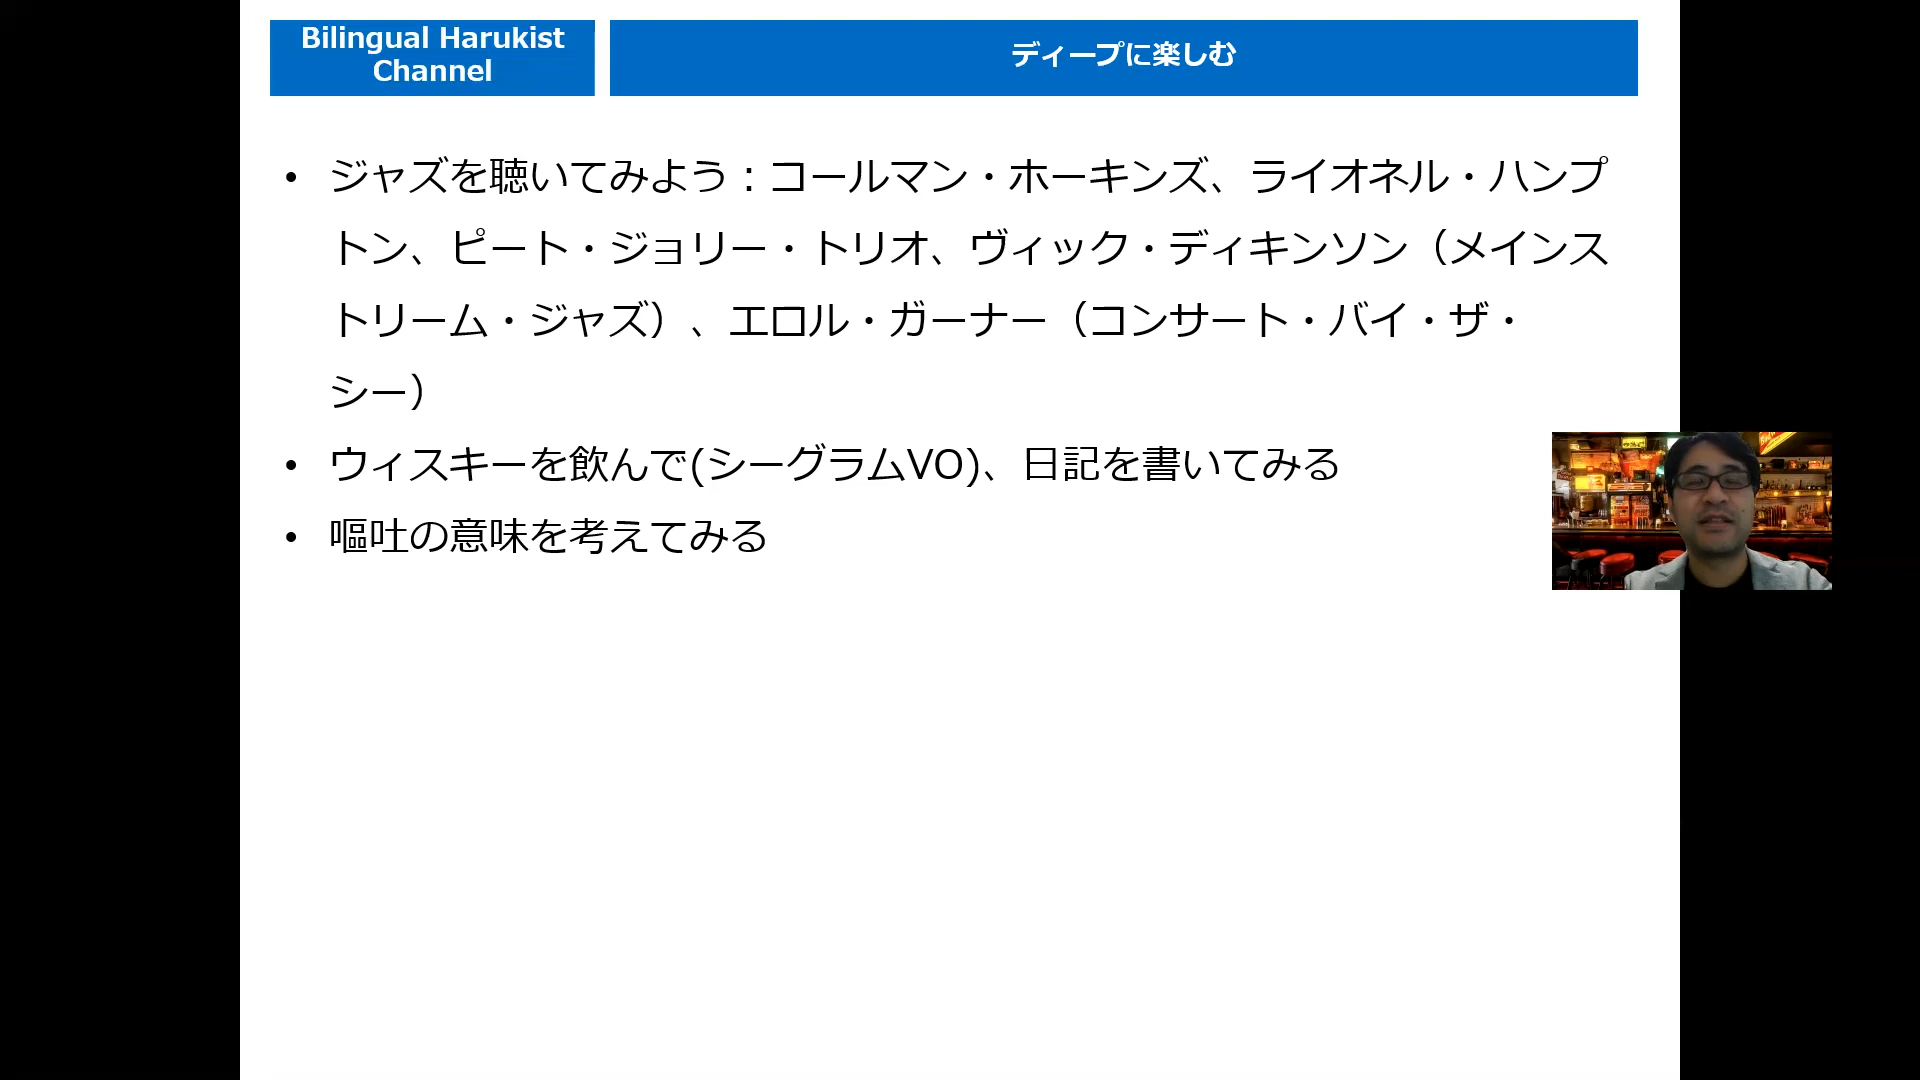 Bilingual Harukist
Channel
ディープに楽しむ
• ジャズを聴いてみよう：コールマン・ホーキンズ、ライオネル・ハンプ
トン、ピート・ジョリー・トリオ、ヴィック・ディキンソン（メインス
トリーム・ジャズ）、エロル・ガーナー（コンサート・バイ・ザ・
シー）
• ウィスキーを飲んで(シーグラムVO)、日記を書いてみる
• 嘔吐の意味を考えてみる